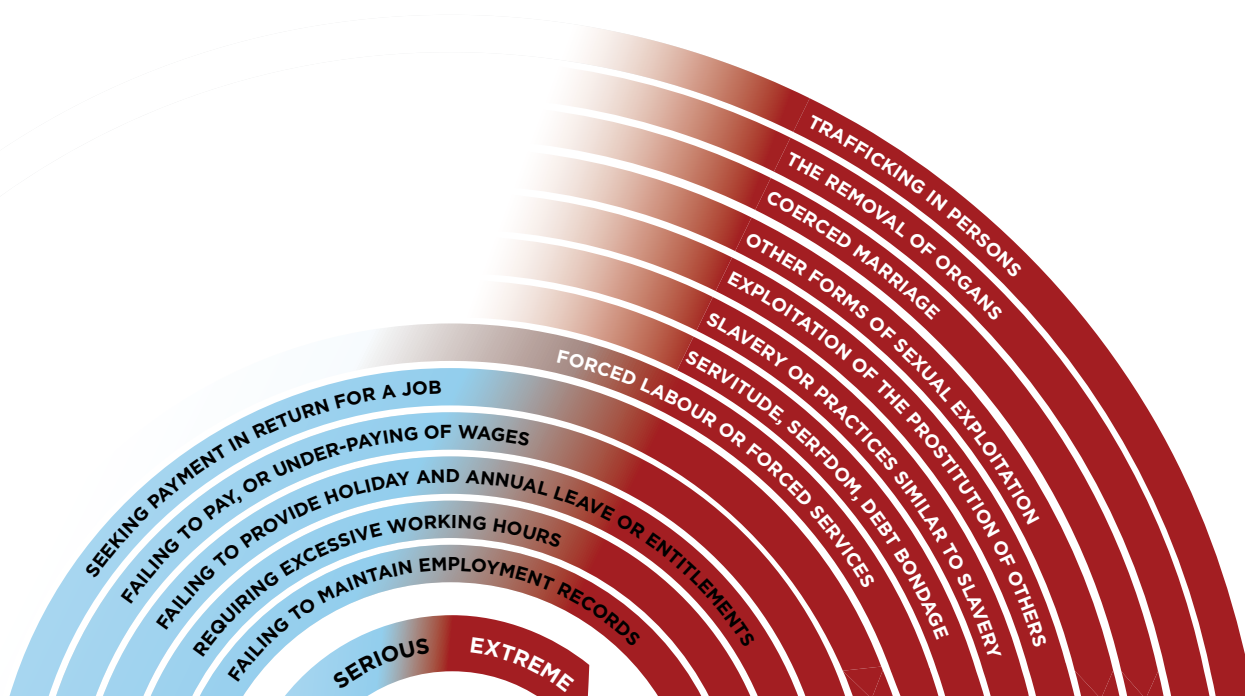 TRAFFICKING IN PERSONS
THE REMOVAL OF ORGANS
COERCED MARRIAGE
OTHER FORMS OF SEXUAL EXPLOITATION
EXPLOITATION OF THE PROSTITUTION OF OTHERS
SLAVERY OR PRACTICES SIMILAR TO SLAVERY
SERVITUDE, SERFDOM, DEBT BONDAGE
FORCED LABOUR OR FORCED SERVICES
SEEKING PAYMENT IN RETURN FOR A JOB
FAILING TO PAY, OR UNDER-PAYING OF WAGES
FAILING TO PROVIDE HOLIDAY AND ANNUAL LEAVE OR ENTITLEMENTS
REQUIRING EXCESSIVE WORKING HOURS
FAILING TO MAINTAIN EMPLOYMENT RECORDS
SERIOUS
EXTREME